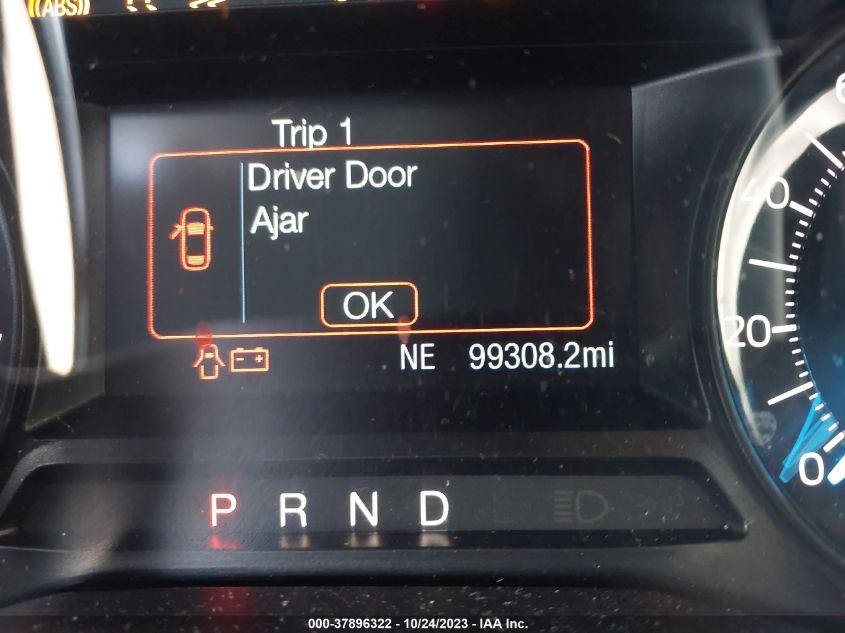 ((ABS))
Trip 1
Driver Door
Ajar
OK
NE 99308.2mi
40
20
0
P R N D
000-37896322 - 10/24/2023 - IAA Inc.